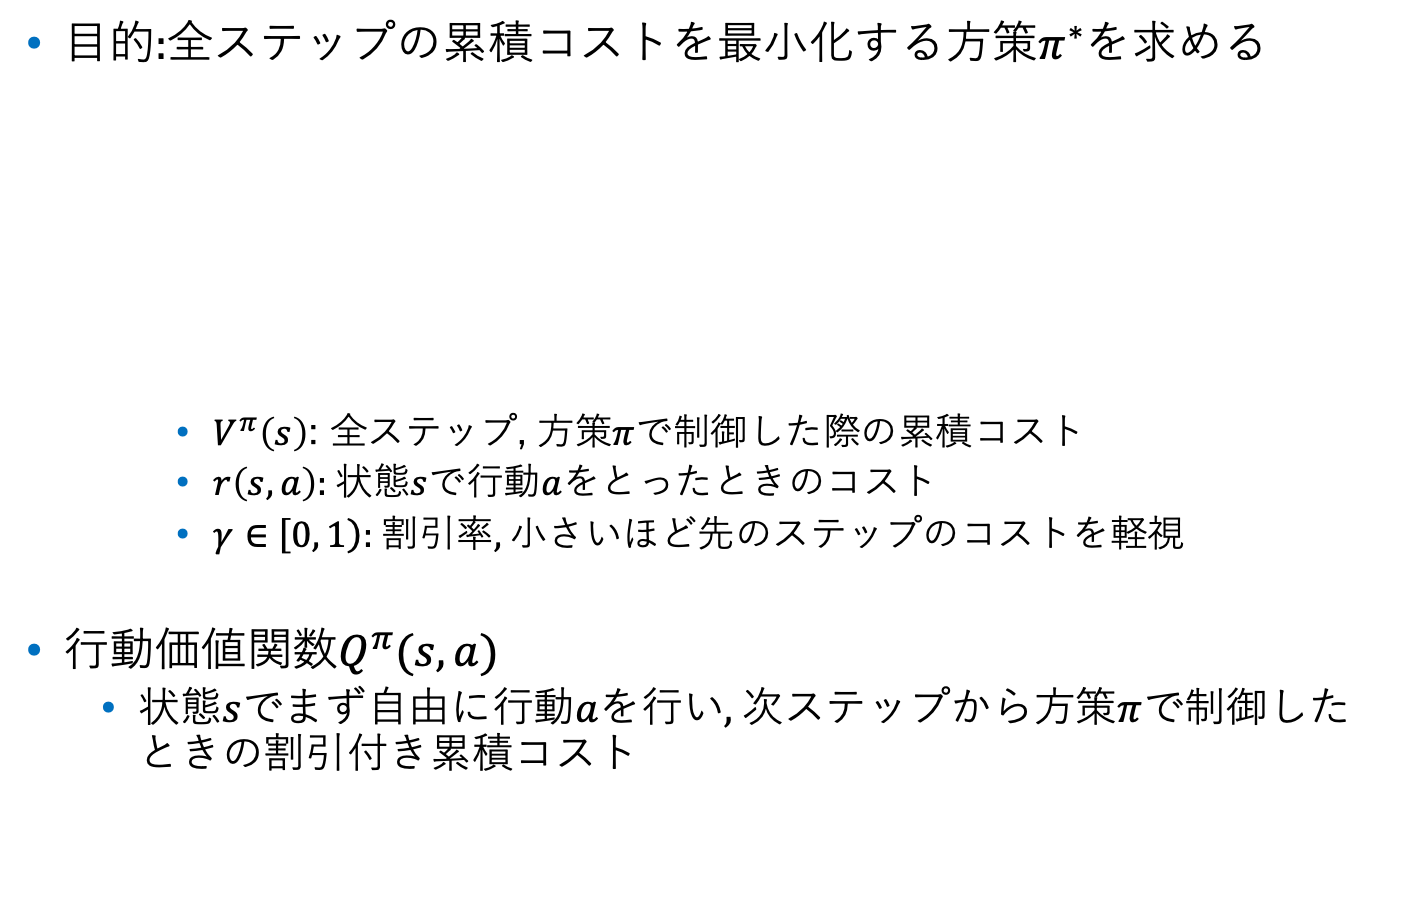 • 目的:全ステップの累積コストを最小化する方策π*を求める
• V^π(s): 全ステップ, 方策πで制御した際の累積コスト
• r(s, a): 状態sで行動aをとったときのコスト
• γ ∈ [0, 1): 割引率, 小さいほど先のステップのコストを軽視
• 行動価値関数Q^π(s, a)
• 状態sでまず自由に行動aを行い, 次ステップから方策πで制御した
ときの割引付き累積コスト